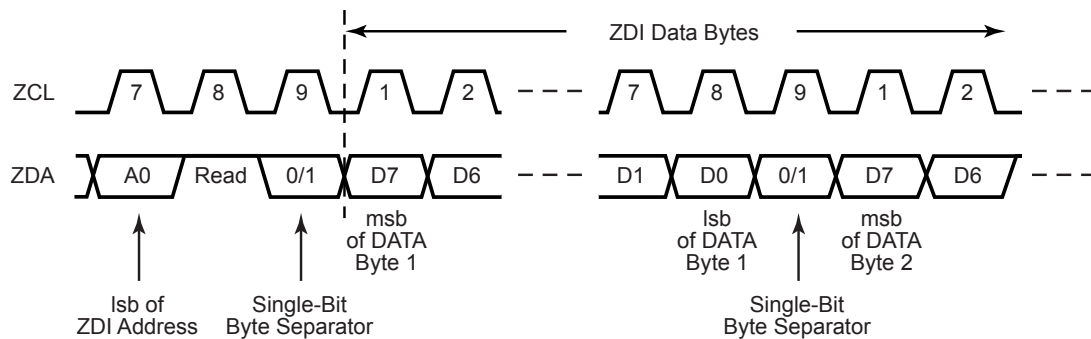 ZDI Data Bytes
ZCL 7 8 9 1 2 7 8 9 1 2
ZDA A0 Read 0/1 D7 D6 D1 D0 0/1 D7 D6
msb
of DATA
Byte 1
lsb
of DATA
Byte 1
msb
of DATA
Byte 2
lsb of
ZDI Address
Single-Bit
Byte Separator
Single-Bit
Byte Separator